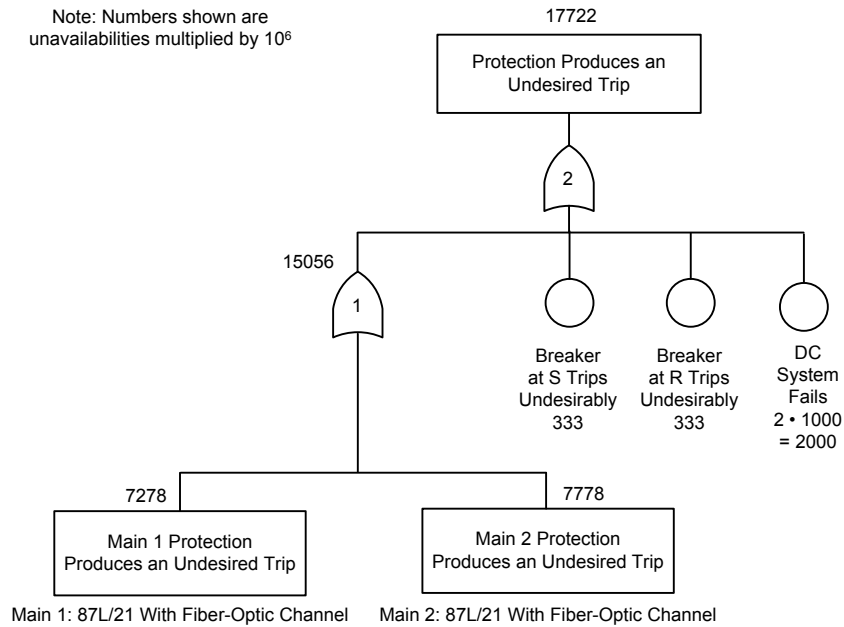 Note: Numbers shown are
unavailabilities multiplied by 10⁶
17722
Protection Produces an
Undesired Trip
2
15056
1
Breaker
at S Trips
Undesirably
333
Breaker
at R Trips
Undesirably
333
DC
System
Fails
2 • 1000
= 2000
7278
Main 1 Protection
Produces an Undesired Trip
Main 1: 87L/21 With Fiber-Optic Channel
7778
Main 2 Protection
Produces an Undesired Trip
Main 2: 87L/21 With Fiber-Optic Channel